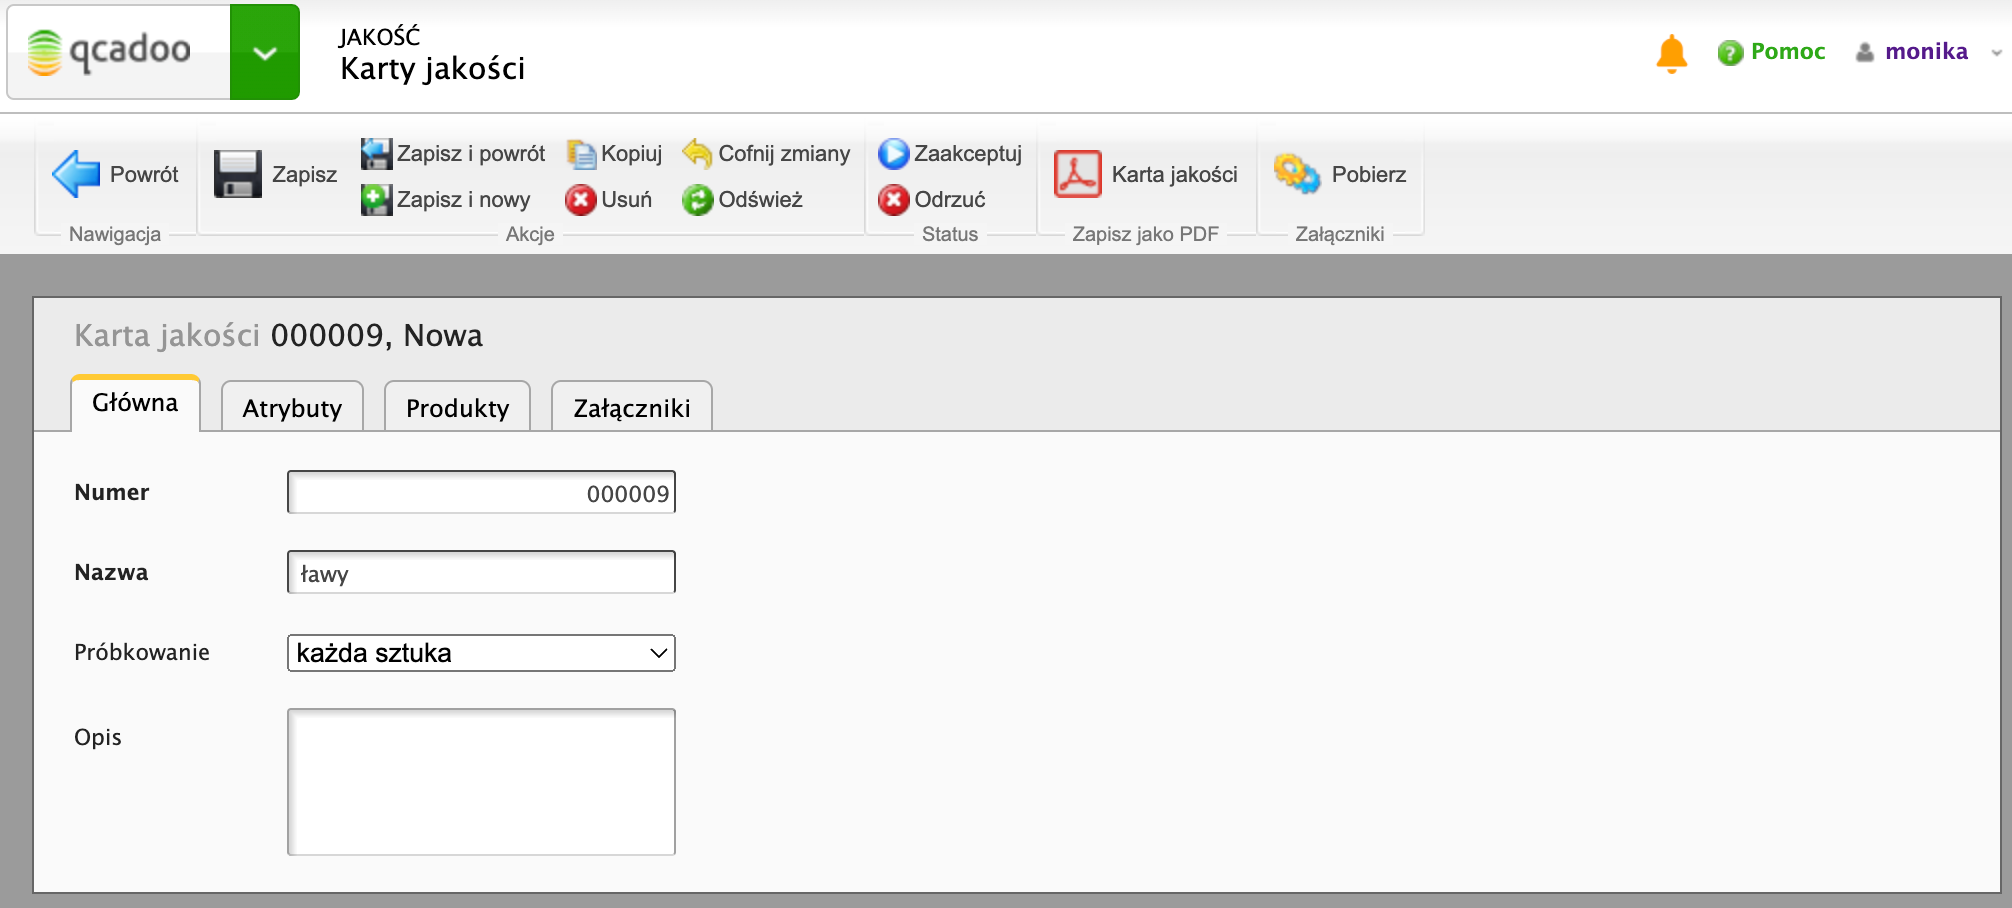 qcadoo
JAKOŚĆ
Karty jakości
Pomoc
monika
Powrót
Nawigacja
Zapisz
Zapisz i powrót
Kopiuj
Cofnij zmiany
Zapisz i nowy
Usuń
Odśwież
Akcje
Zaakceptuj
Odrzuć
Status
Karta jakości
Zapisz jako PDF
Pobierz
Załączniki
Karta jakości 000009, Nowa
Główna
Atrybuty
Produkty
Załączniki
Numer
000009
Nazwa
ławy
Próbkowanie
każda sztuka
Opis